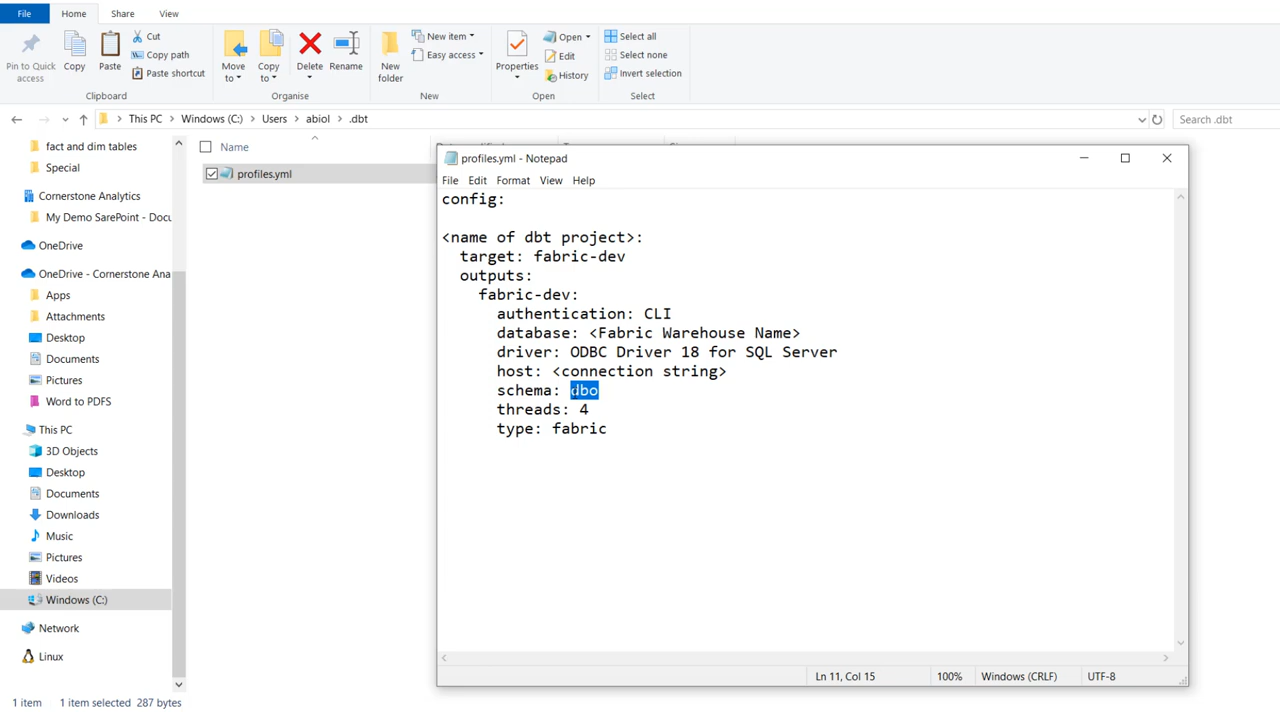 File Home Share View
Pin to Quick access
Copy
Paste
Cut
Copy path
Paste shortcut
Clipboard
Move to
Copy to
Delete
Rename
Organise
New folder
New item
Easy access
New
Properties
Open
Edit
History
Open
Select all
Select none
Invert selection
Select
This PC > Windows (C:) > Users > abiol > .dbt
Search .dbt
fact and dim tables
Special
Cornerstone Analytics
My Demo SarePoint - Docu
OneDrive
OneDrive - Cornerstone Ana
Apps
Attachments
Desktop
Documents
Pictures
Word to PDFS
This PC
3D Objects
Desktop
Documents
Downloads
Music
Pictures
Videos
Windows (C:)
Network
Linux
Name
profiles.yml
profiles.yml - Notepad
File Edit Format View Help
config:
<name of dbt project>:
target: fabric-dev
outputs:
fabric-dev:
authentication: CLI
database: <Fabric Warehouse Name>
driver: ODBC Driver 18 for SQL Server
host: <connection string>
schema: dbo
threads: 4
type: fabric
Ln 11, Col 15 100% Windows (CRLF) UTF-8
1 item 1 item selected 287 bytes